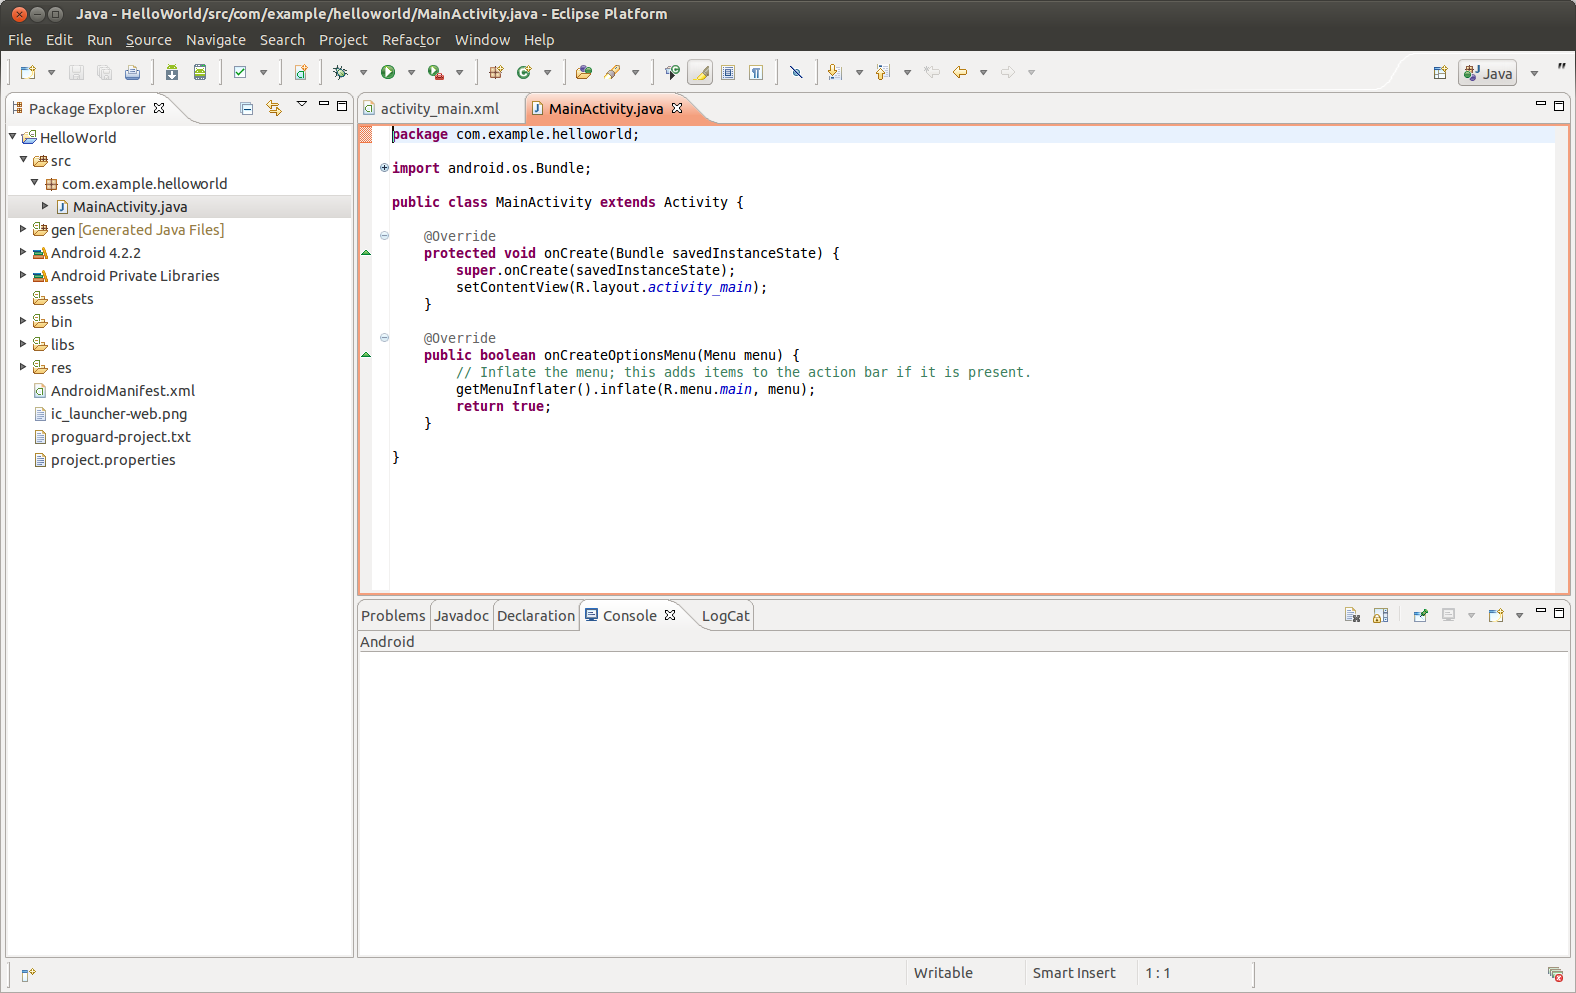 Java - HelloWorld/src/com/example/helloworld/MainActivity.java - Eclipse Platform
File Edit Run Source Navigate Search Project Refactor Window Help
Java
Package Explorer
HelloWorld
src
com.example.helloworld
MainActivity.java
gen [Generated Java Files]
Android 4.2.2
Android Private Libraries
assets
bin
libs
res
AndroidManifest.xml
ic_launcher-web.png
proguard-project.txt
project.properties
activity_main.xml MainActivity.java
package com.example.helloworld;
import android.os.Bundle;
public class MainActivity extends Activity {
@Override
protected void onCreate(Bundle savedInstanceState) {
super.onCreate(savedInstanceState);
setContentView(R.layout.activity_main);
}
@Override
public boolean onCreateOptionsMenu(Menu menu) {
// Inflate the menu; this adds items to the action bar if it is present.
getMenuInflater().inflate(R.menu.main, menu);
return true;
}
}
Problems Javadoc Declaration Console LogCat
Android
Writable Smart Insert 1 : 1